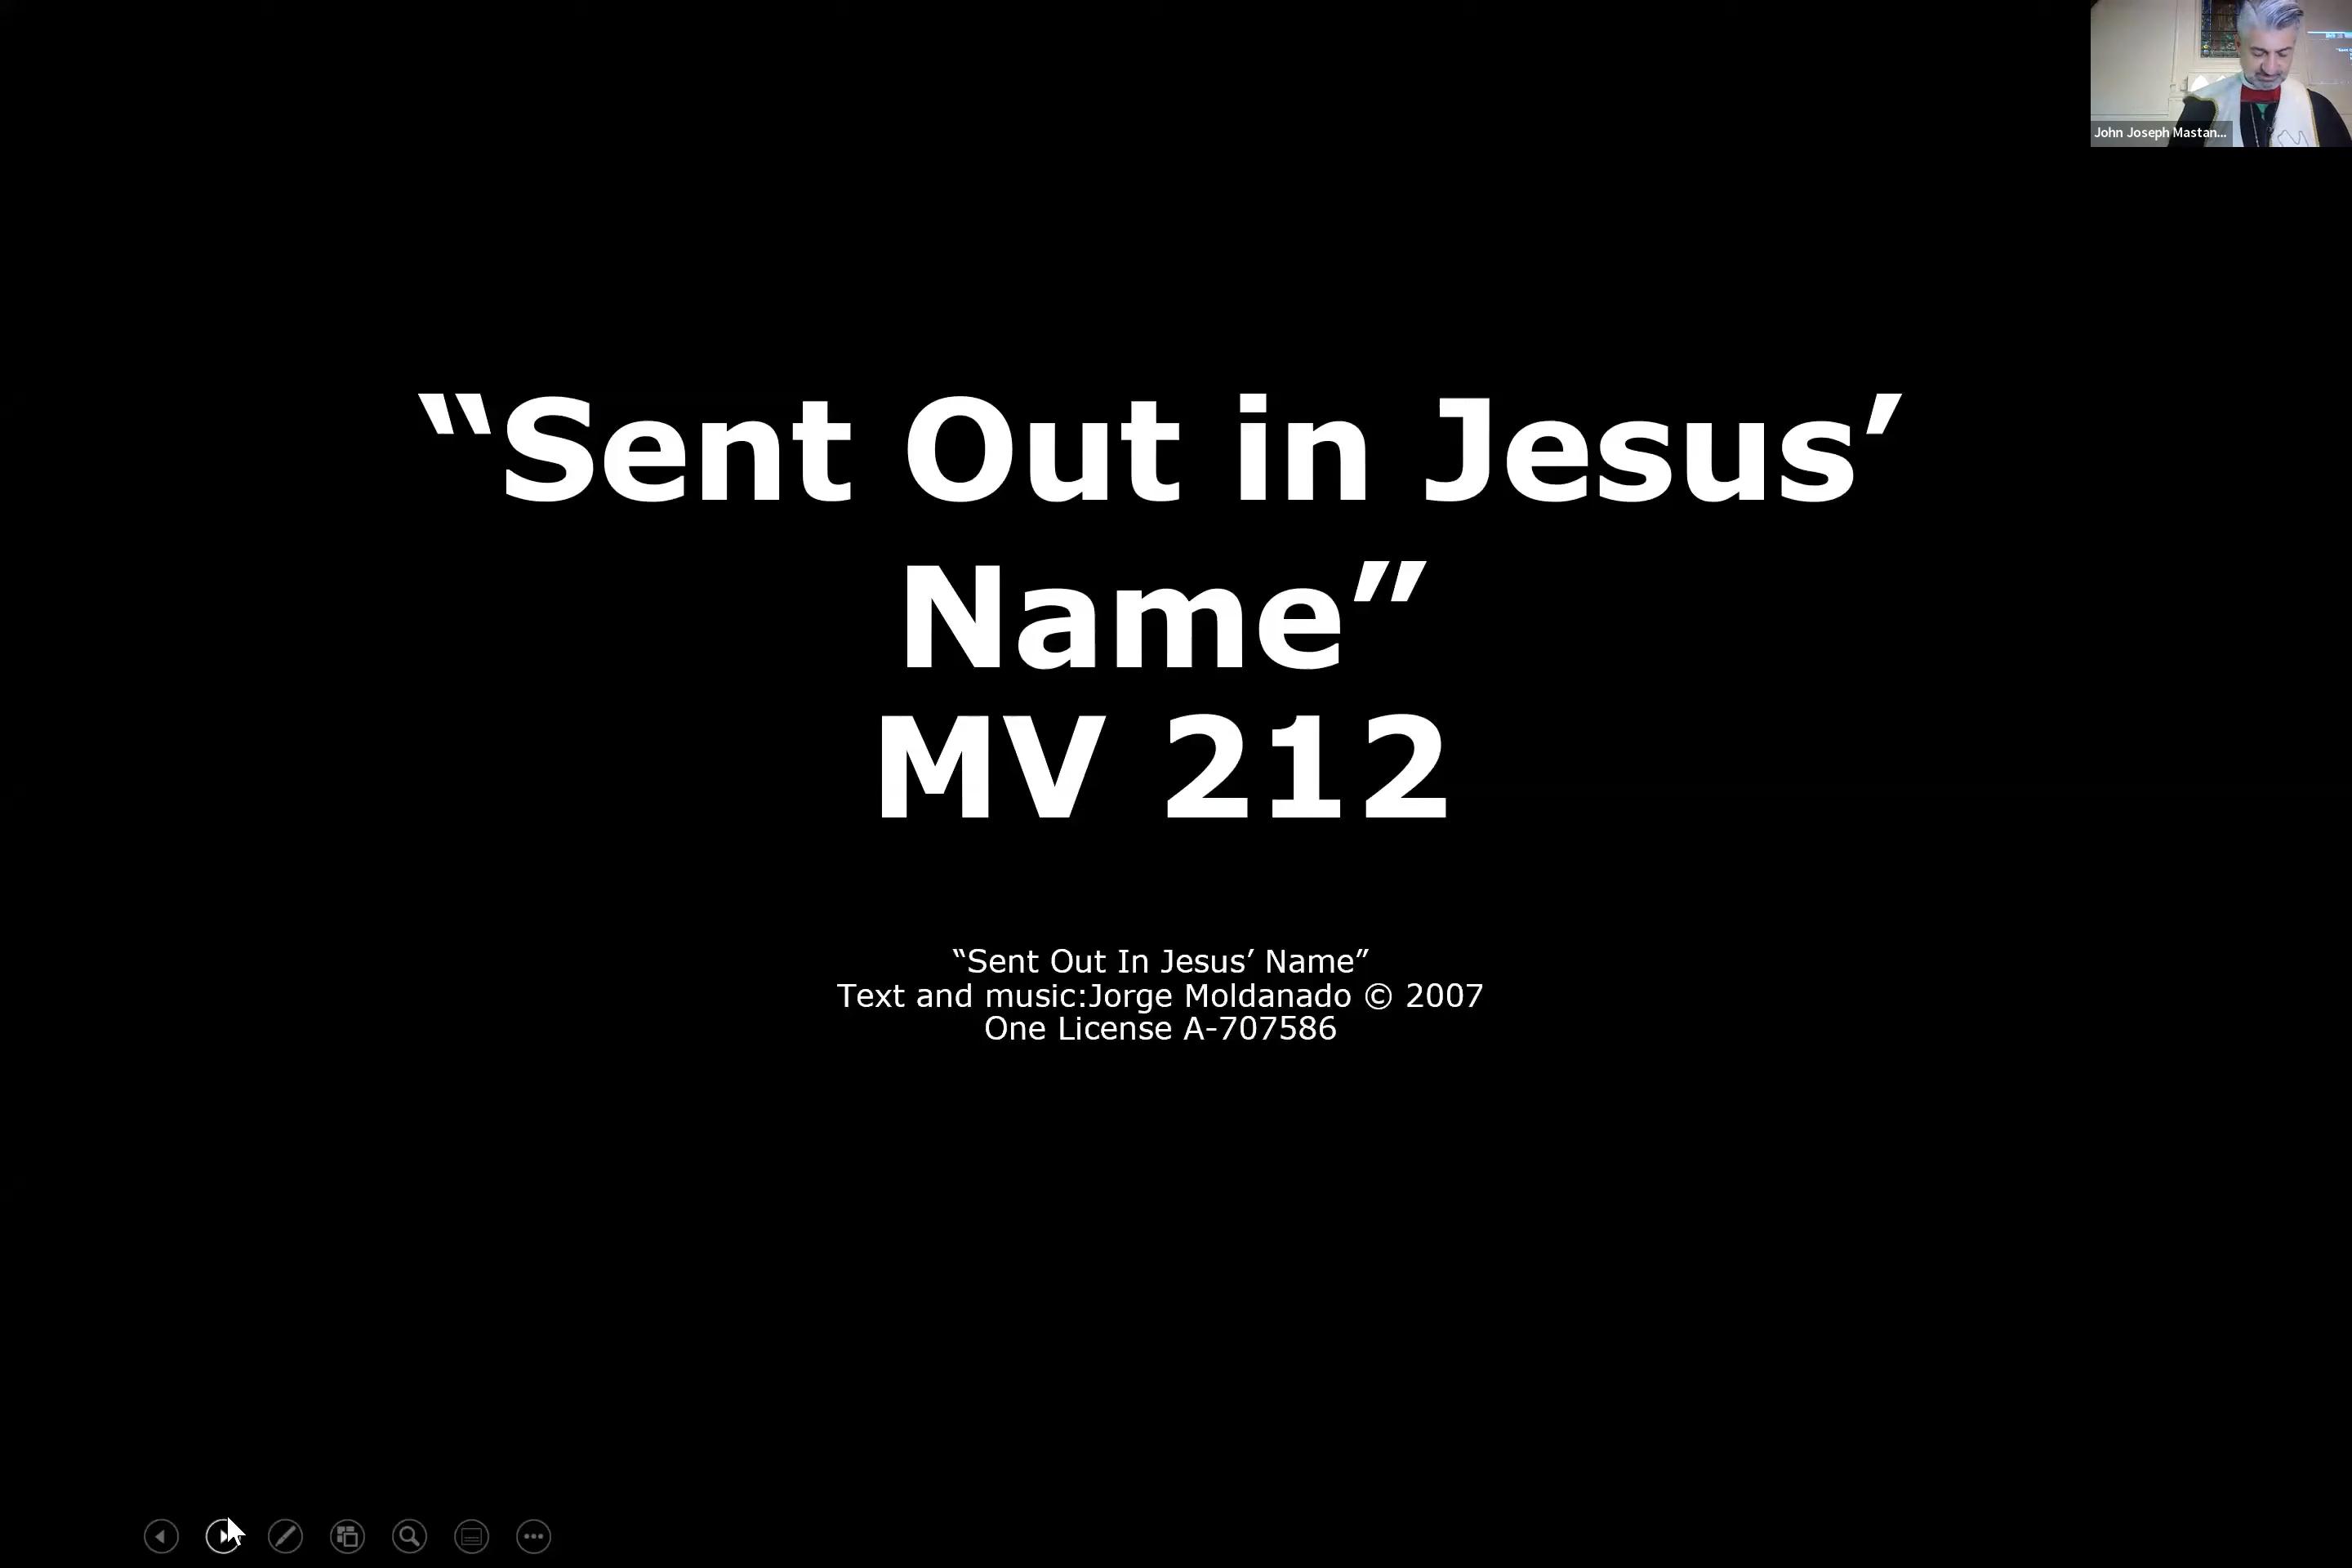 John Joseph Mastan...
“Sent Out in Jesus’
Name”
MV 212
“Sent Out In Jesus’ Name”
Text and music:Jorge Moldanado © 2007
One License A-707586